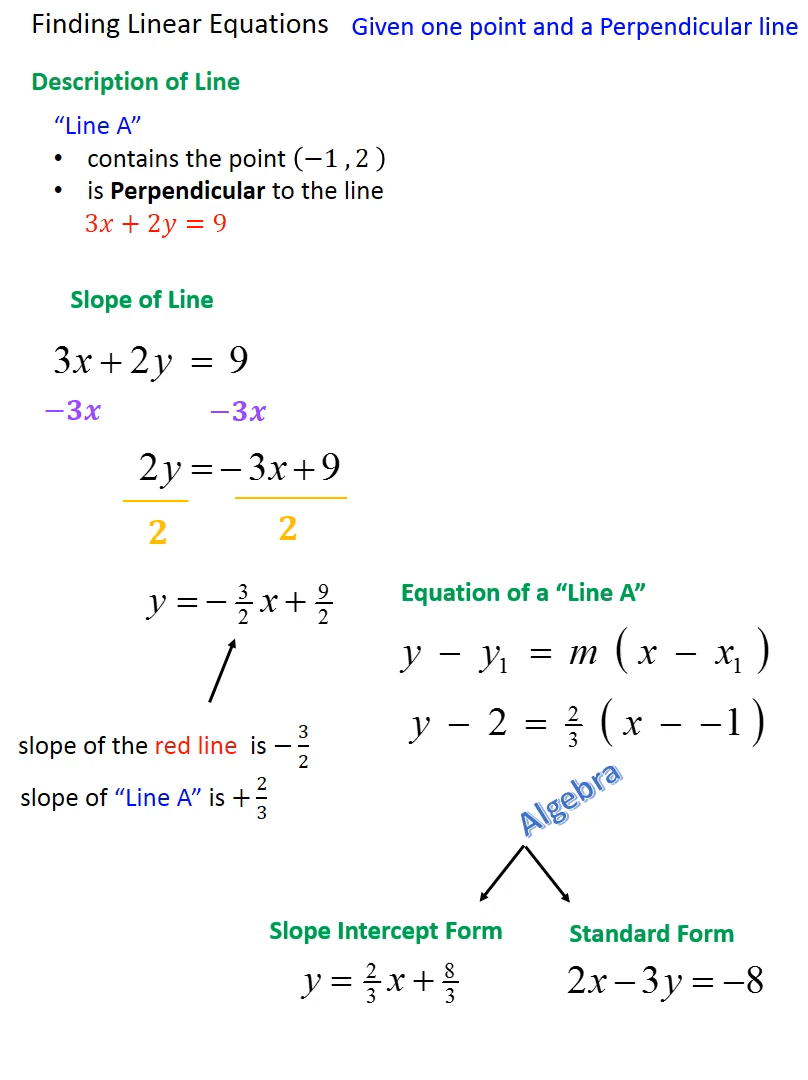 Finding Linear Equations Given one point and a Perpendicular line
Description of Line
“Line A”
• contains the point (−1 , 2 )
• is Perpendicular to the line
3x + 2y = 9
Slope of Line
3x + 2y = 9
−3x −3x
2y = − 3x + 9
2 2
y = − 3/2 x + 9/2
slope of the red line is − 3/2
slope of “Line A” is + 2/3
Equation of a “Line A”
y − y₁ = m ( x − x₁ )
y − 2 = 2/3 ( x − −1 )
Algebra
Slope Intercept Form
y = 2/3 x + 8/3
Standard Form
2x − 3y = −8